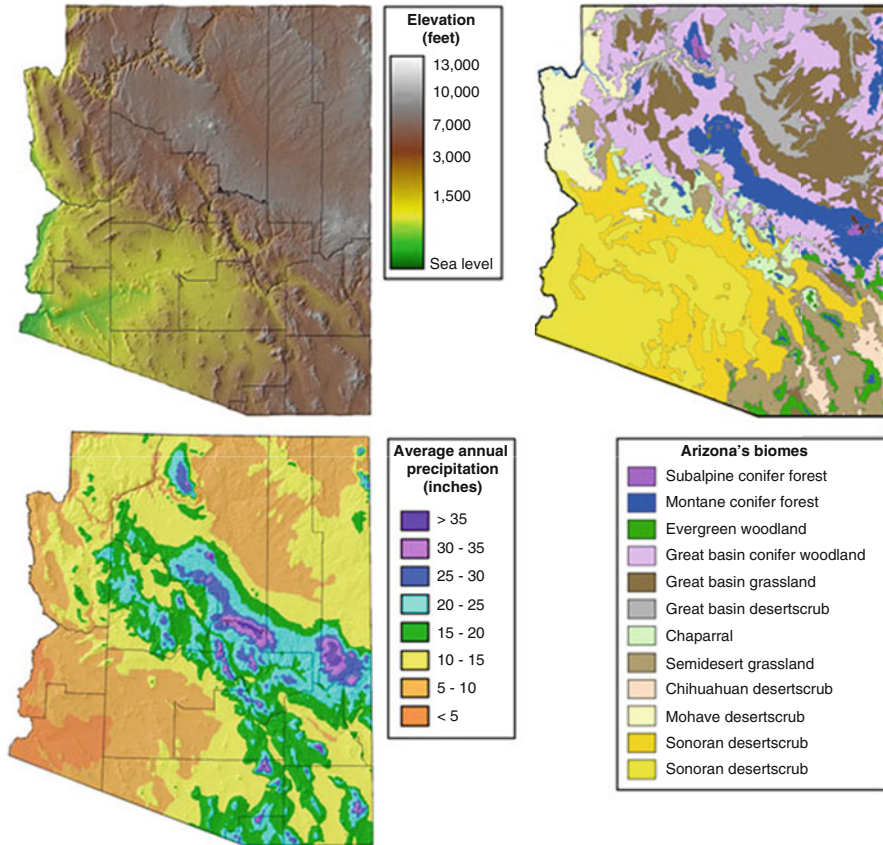 Elevation
(feet)
13,000
10,000
7,000
3,000
1,500
Sea level
Average annual
precipitation
(inches)
> 35
30 - 35
25 - 30
20 - 25
15 - 20
10 - 15
5 - 10
< 5
Arizona's biomes
Subalpine conifer forest
Montane conifer forest
Evergreen woodland
Great basin conifer woodland
Great basin grassland
Great basin desertscrub
Chaparral
Semidesert grassland
Chihuahuan desertscrub
Mohave desertscrub
Sonoran desertscrub
Sonoran desertscrub